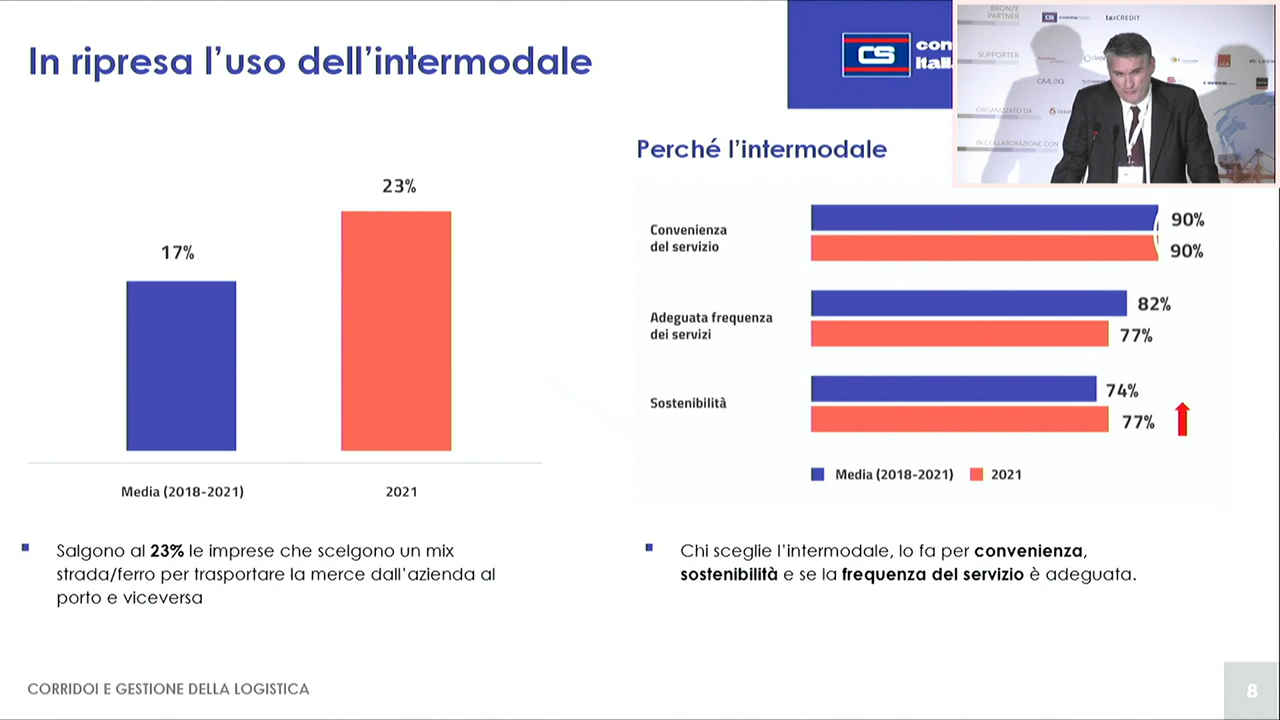 In ripresa l'uso dell'intermodale
CS
con
itali
BRONZE
PARTNER
CS
taxCREDIT
SUPPORTER
ORGANIZZATO DA
IN COLLABORAZIONE CON
Perché l'intermodale
23%
17%
Media (2018-2021)
2021
Convenienza
del servizio
90%
90%
Adeguata frequenza
dei servizi
82%
77%
Sostenibilità
74%
77%
Media (2018-2021)
2021
Salgono al 23% le imprese che scelgono un mix
strada/ferro per trasportare la merce dall'azienda al
porto e viceversa
Chi sceglie l'intermodale, lo fa per convenienza,
sostenibilità e se la frequenza del servizio è adeguata.
CORRIDOI E GESTIONE DELLA LOGISTICA
8